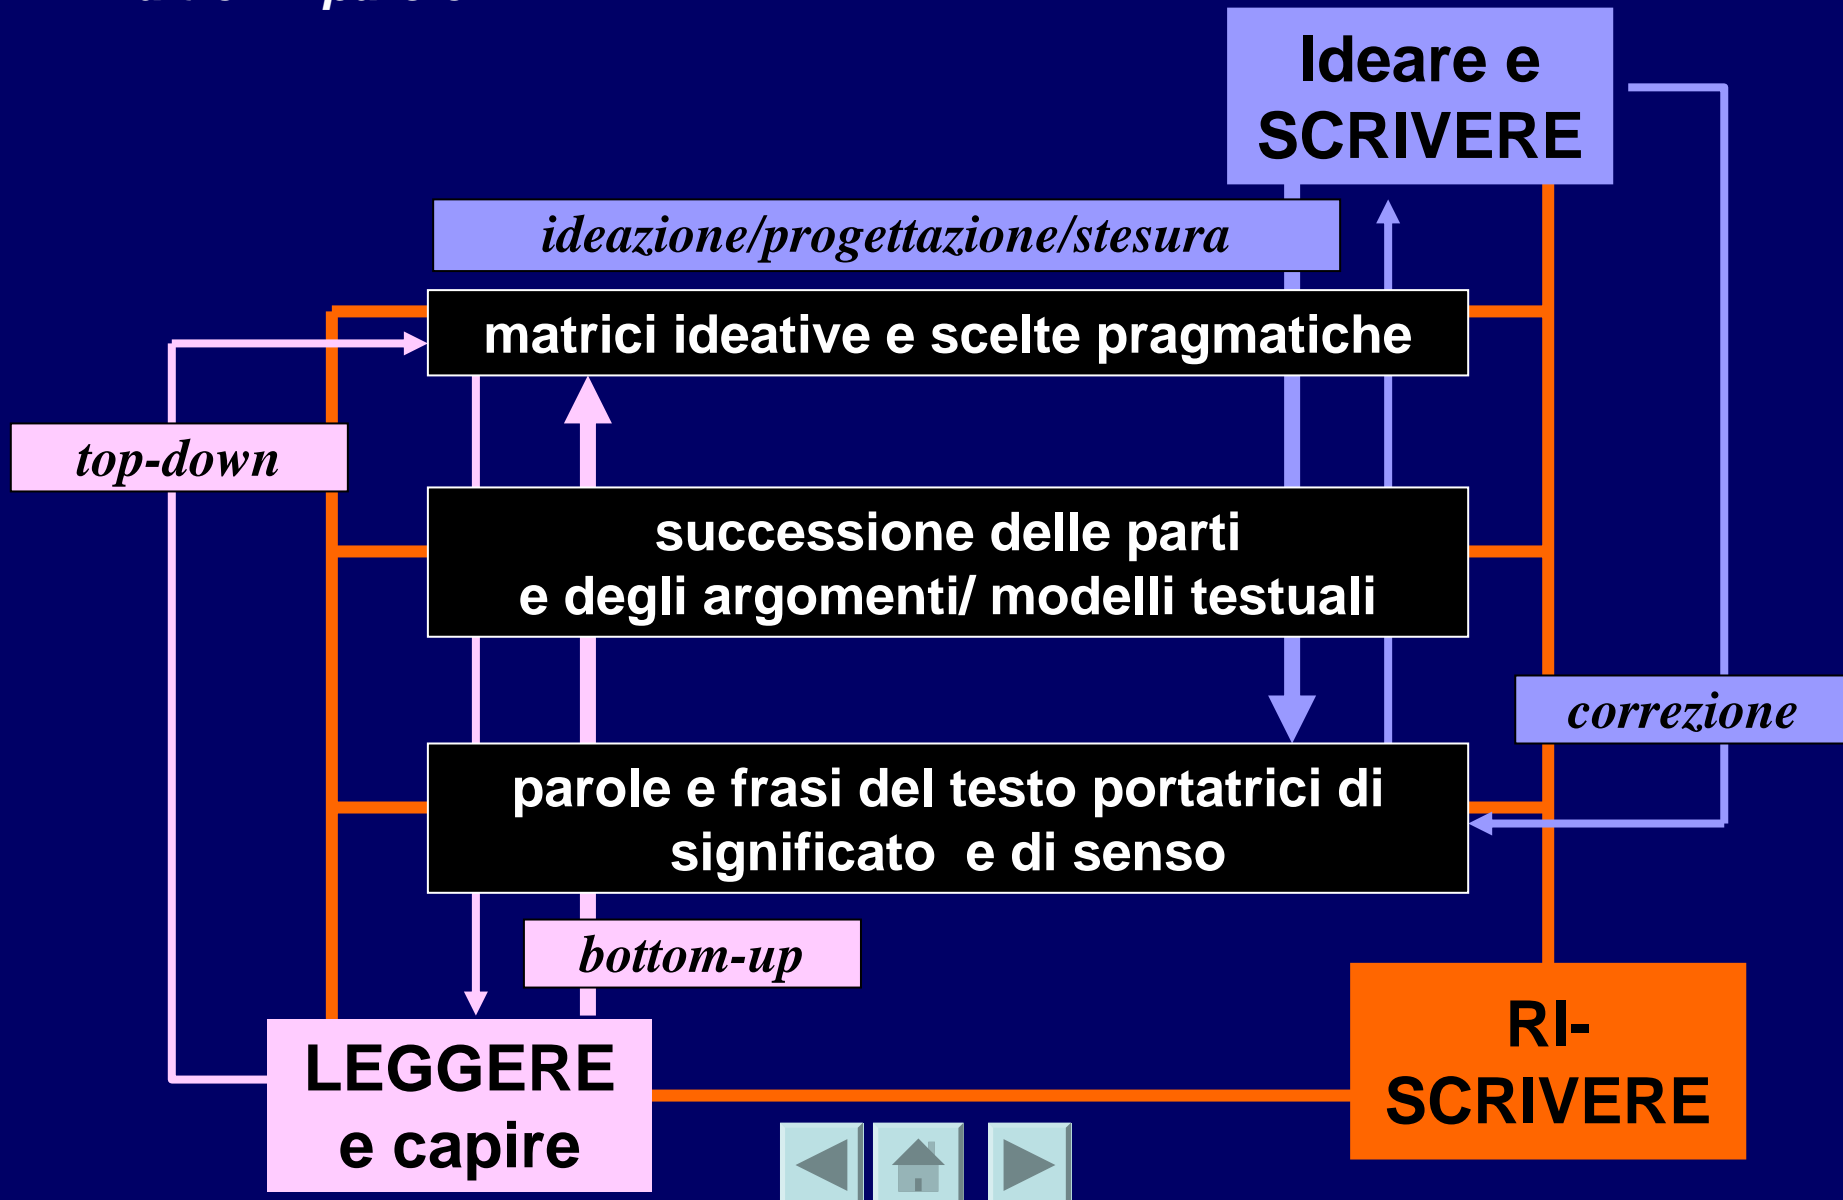 Ideare e
SCRIVERE
ideazione/progettazione/stesura
matrici ideative e scelte pragmatiche
top-down
successione delle parti
e degli argomenti/ modelli testuali
correzione
parole e frasi del testo portatrici di
significato e di senso
bottom-up
LEGGERE
e capire
RI-
SCRIVERE